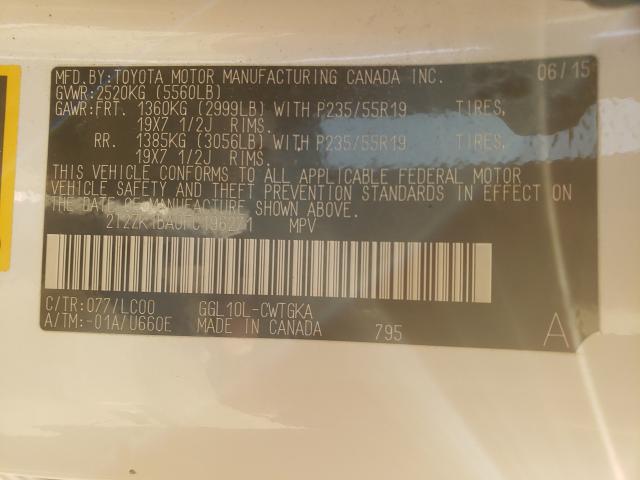 MFD.BY:TOYOTA MOTOR MANUFACTURING CANADA INC. 06/15
GVWR:2520KG (5560LB)
GAWR:FRT. 1360KG (2999LB) WITH P235/55R19 TIRES,
19X7 1/2J RIMS.
RR. 1385KG (3056LB) WITH P235/55R19 TIRES,
19X7 1/2J RIMS.
THIS VEHICLE CONFORMS TO ALL APPLICABLE FEDERAL MOTOR
VEHICLE SAFETY AND THEFT PREVENTION STANDARDS IN EFFECT ON
THE DATE OF MANUFACTURE SHOWN ABOVE.
MPV
C/TR:077/LC00 GGL10L-CWTGKA
A/TM:-01A/U660E MADE IN CANADA 795 A